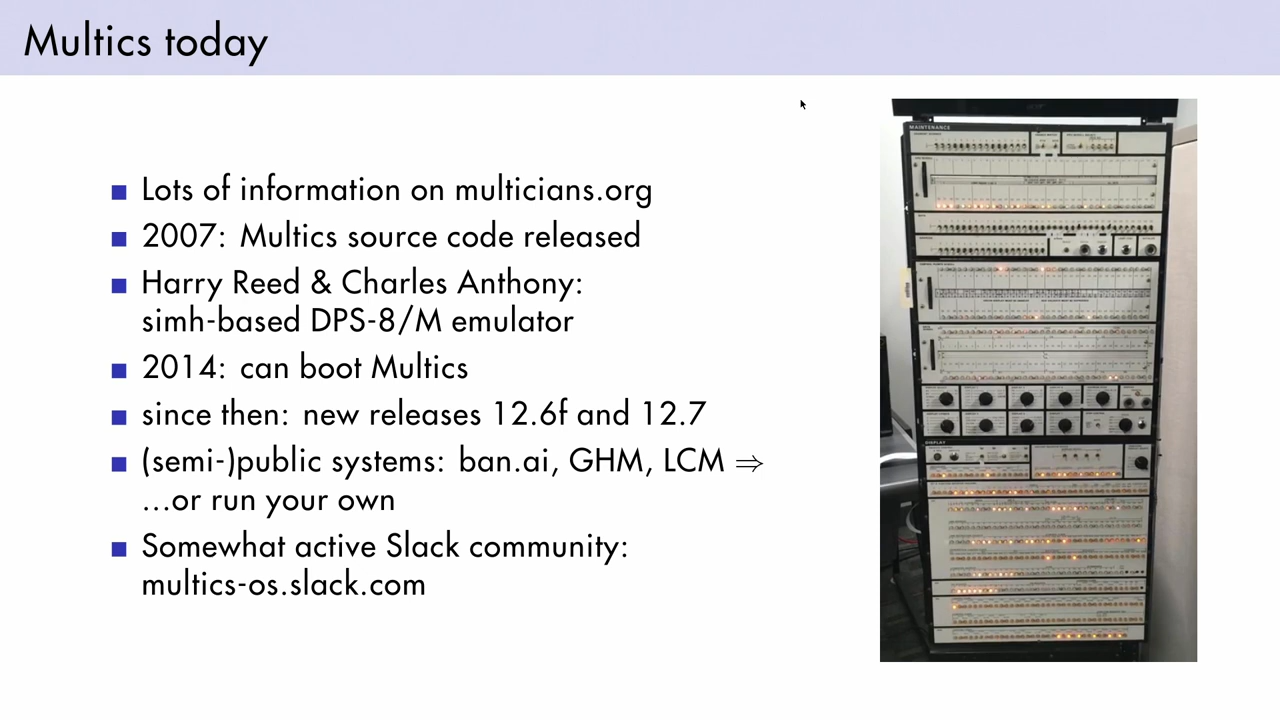 Multics today
Lots of information on multicians.org
2007: Multics source code released
Harry Reed & Charles Anthony:
simh-based DPS-8/M emulator
2014: can boot Multics
since then: new releases 12.6f and 12.7
(semi-)public systems: ban.ai, GHM, LCM ⇒
...or run your own
Somewhat active Slack community:
multics-os.slack.com
acer
MAINTENANCE
DISPLAY